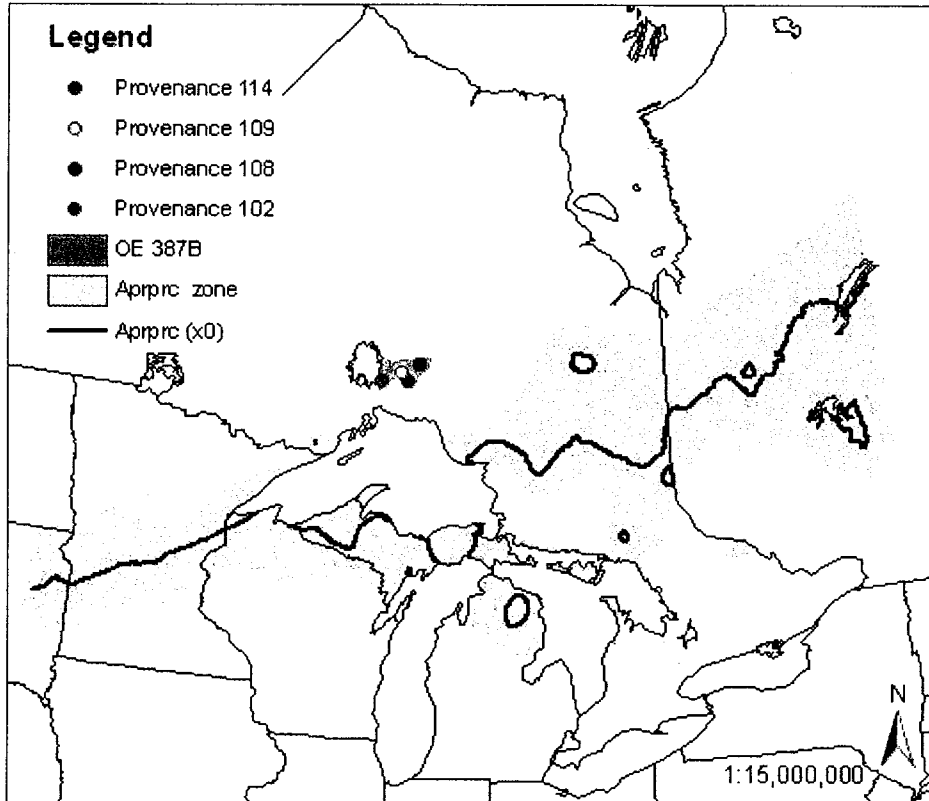 Legend
Provenance 114
Provenance 109
Provenance 108
Provenance 102
OE 387B
Aprprc zone
Aprprc (x0)
N
1:15,000,000